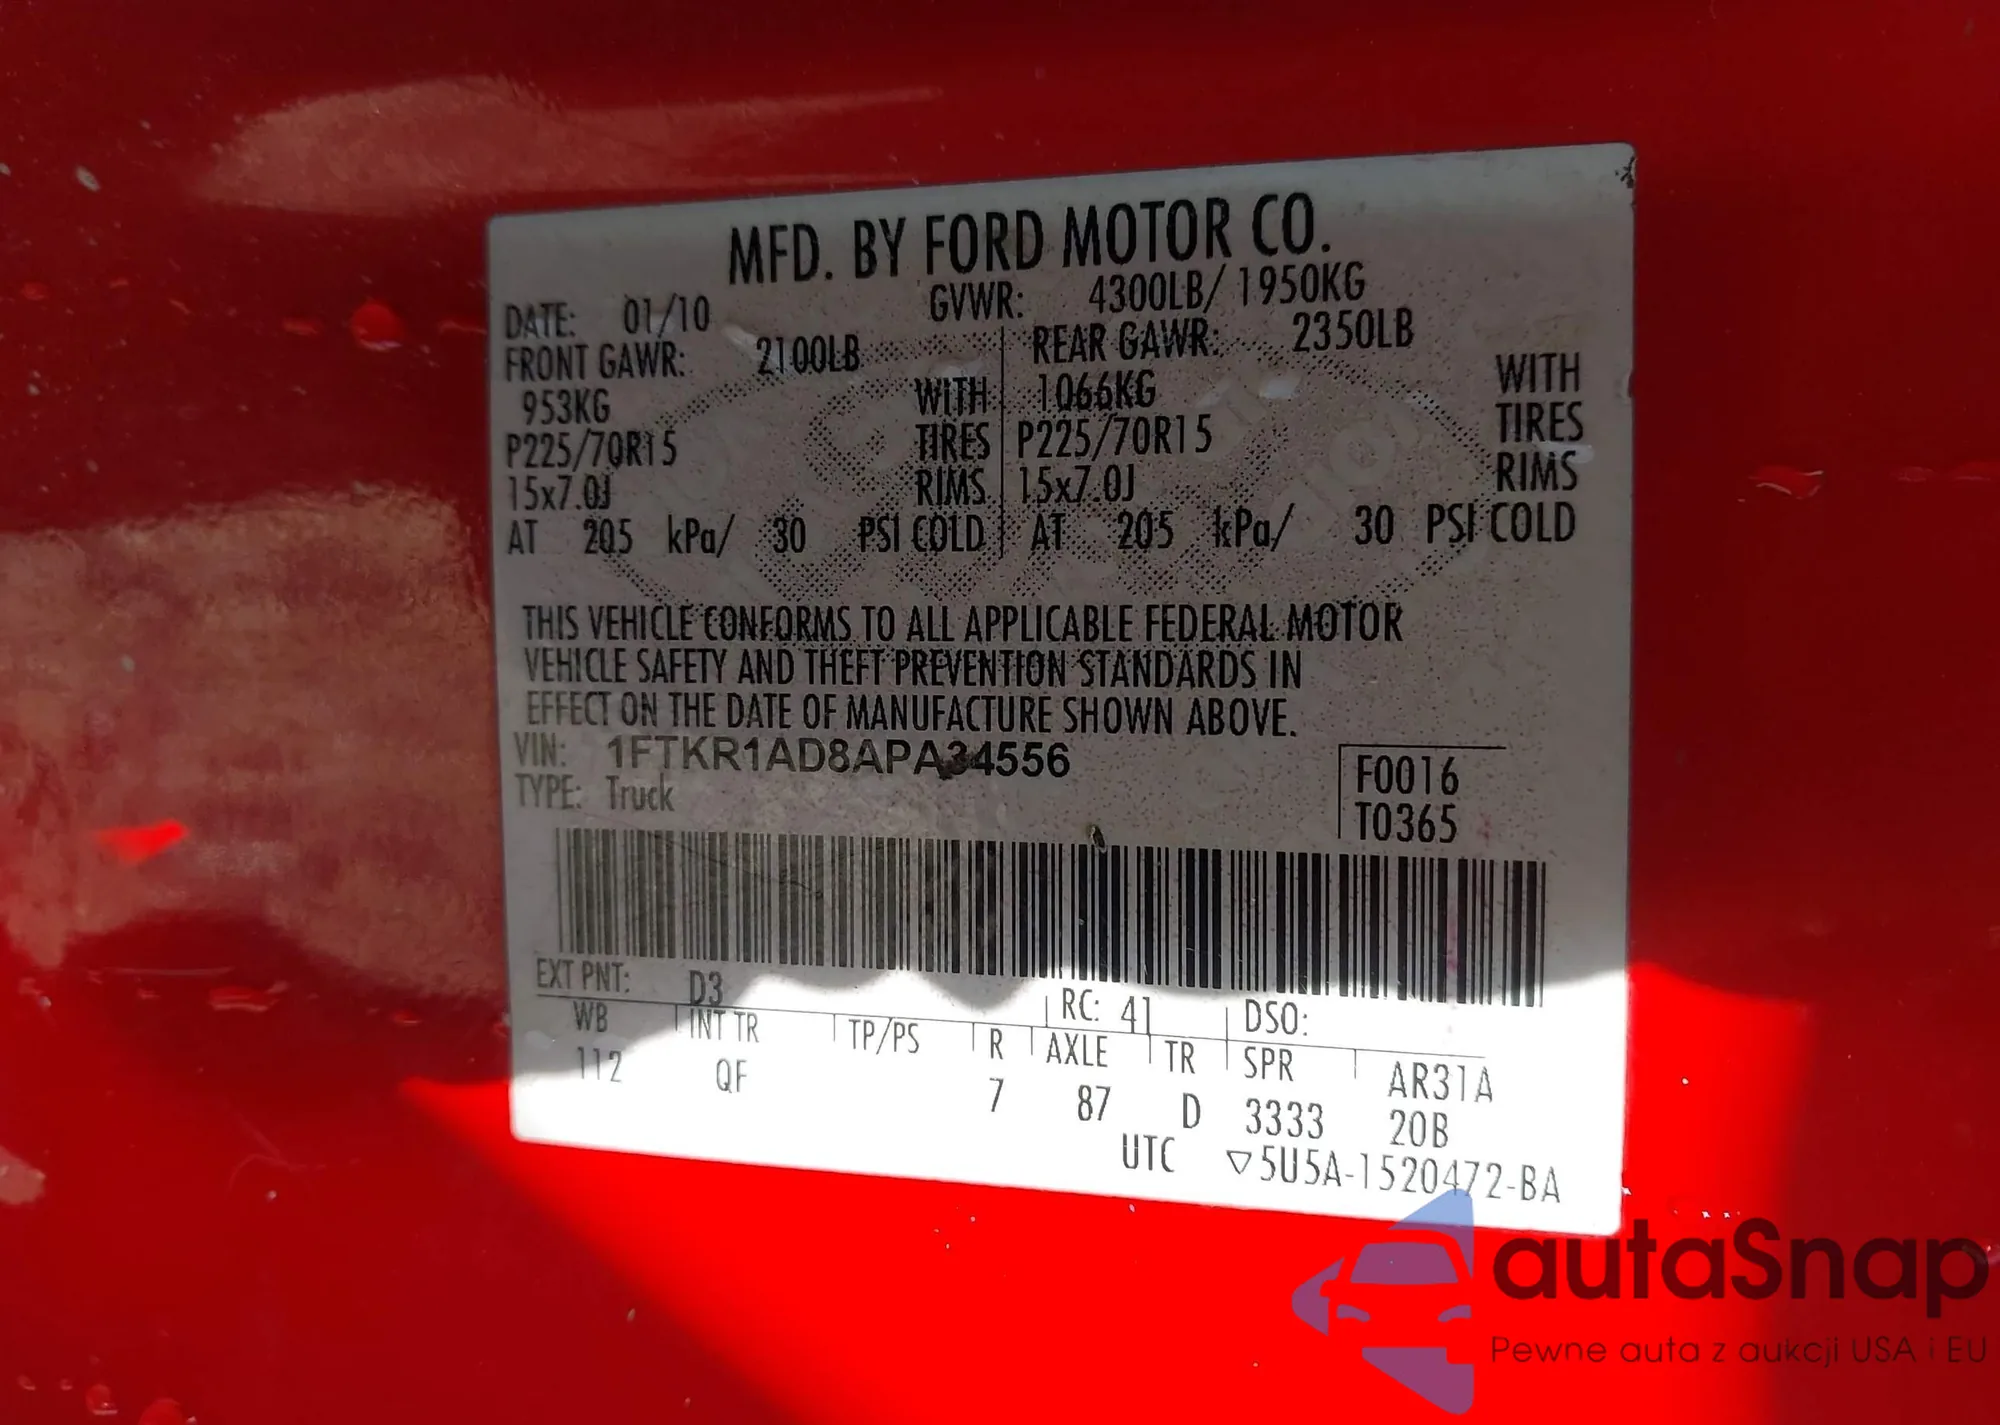 MFD. BY FORD MOTOR CO.
DATE: 01/10 GVWR: 4300LB/ 1950KG
FRONT GAWR: 2100LB REAR GAWR: 2350LB
953KG WITH 1066KG WITH
P225/70R15 TIRES P225/70R15 TIRES
15x7.0J RIMS 15x7.0J RIMS
AT 205 kPa/ 30 PSI COLD AT 205 kPa/ 30 PSI COLD
THIS VEHICLE CONFORMS TO ALL APPLICABLE FEDERAL MOTOR
VEHICLE SAFETY AND THEFT PREVENTION STANDARDS IN
EFFECT ON THE DATE OF MANUFACTURE SHOWN ABOVE.
VIN: 1FTKR1AD8APA34556
TYPE: Truck
F0016
T0365
EXT PNT: D3 RC: 41 DSO:
WB INT TR TP/PS R AXLE TR SPR AR31A
112 QF 7 87 D 3333 20B
UTC ▽5U5A-1520472-BA
autaSnap
Pewne auta z aukcji USA i EU